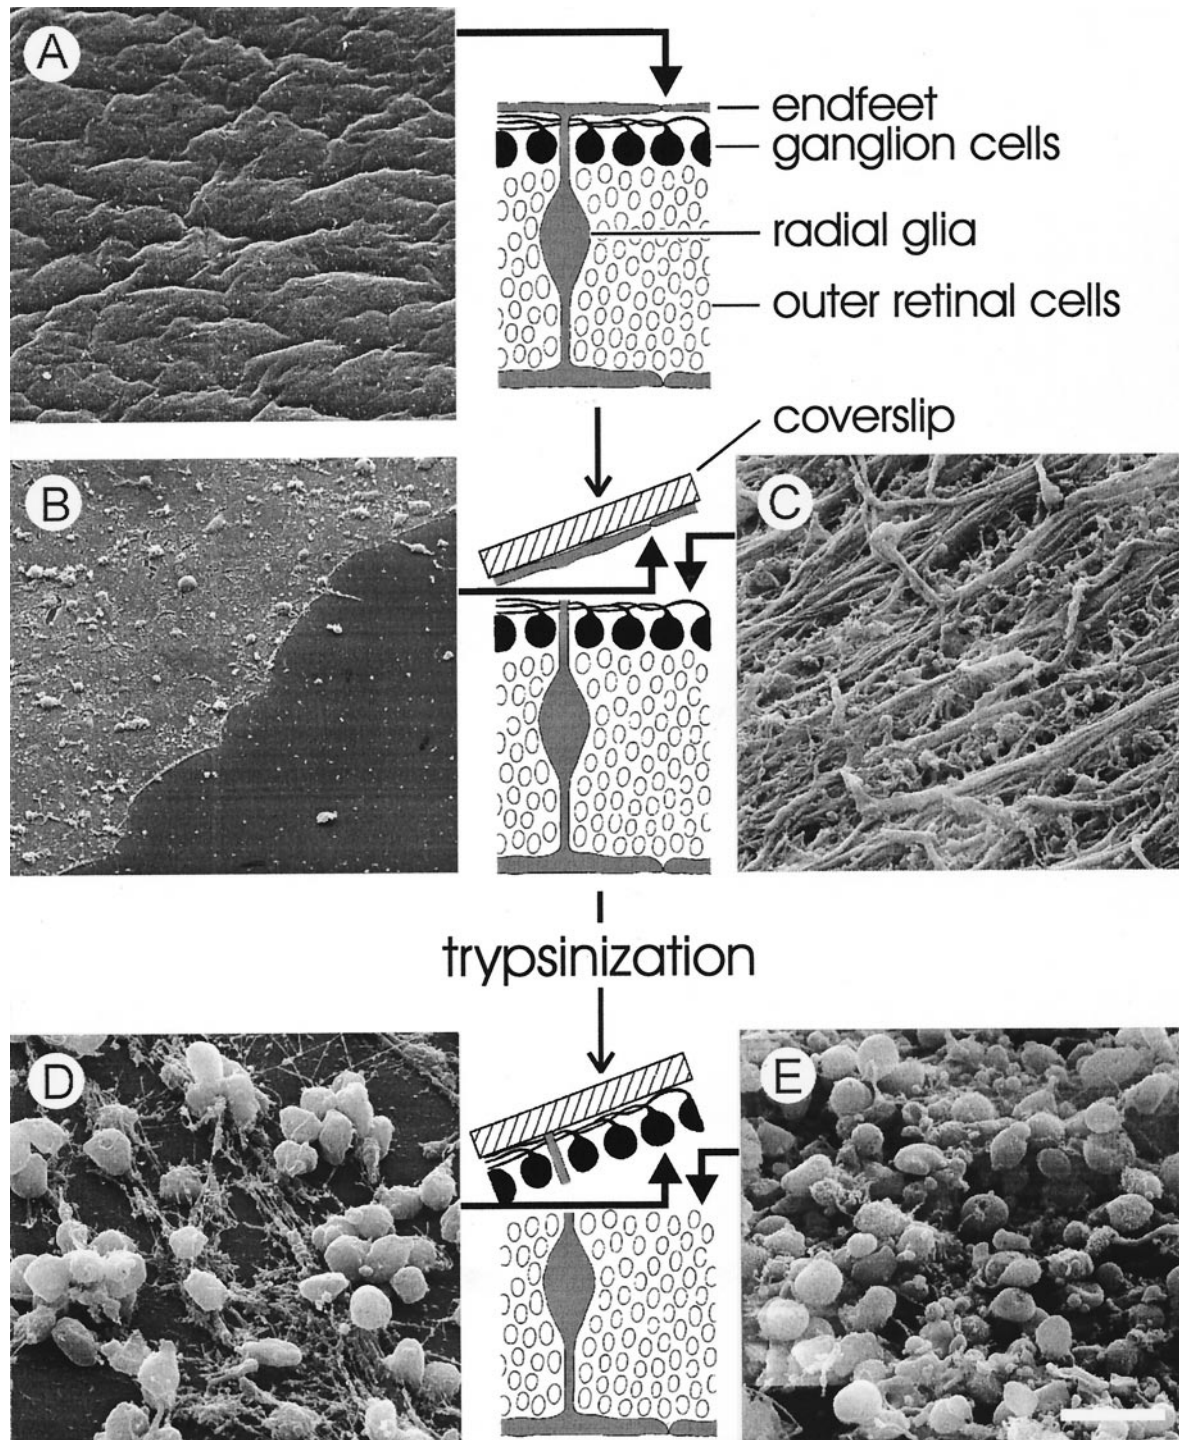 A
endfeet
ganglion cells
radial glia
outer retinal cells
coverslip
B
C
trypsinization
D
E